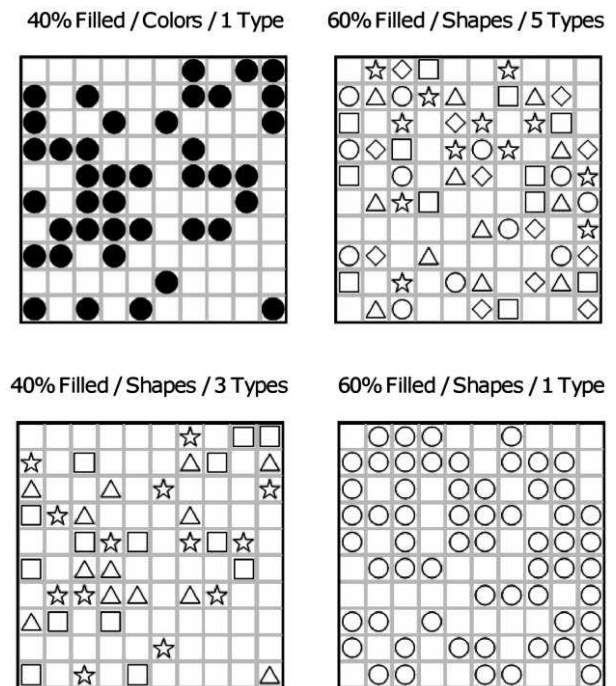 40% Filled / Colors / 1 Type
60% Filled / Shapes / 5 Types
40% Filled / Shapes / 3 Types
60% Filled / Shapes / 1 Type